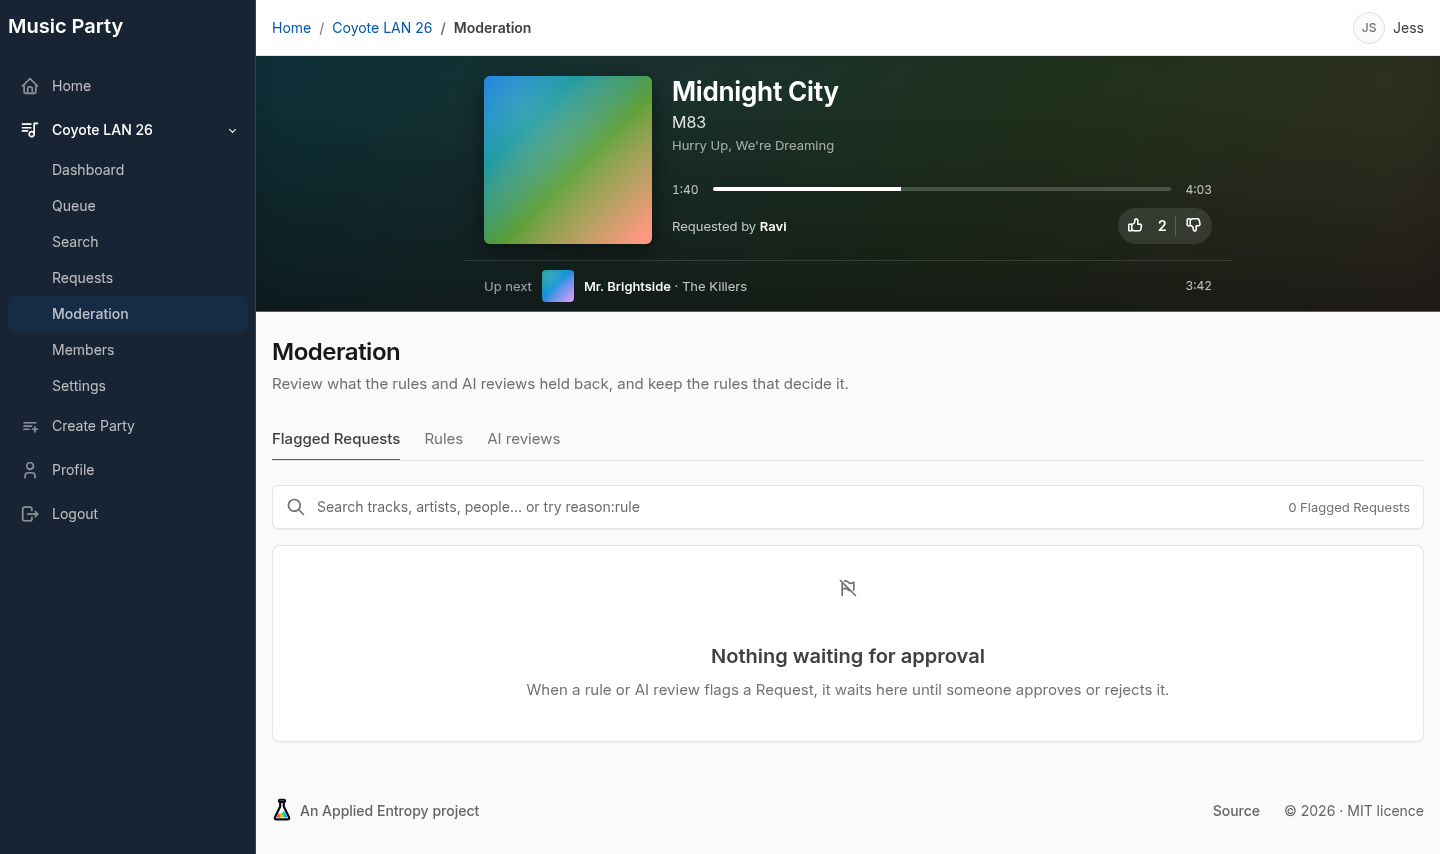 Music Party
Home
Coyote LAN 26
Dashboard
Queue
Search
Requests
Moderation
Members
Settings
Create Party
Profile
Logout
Home / Coyote LAN 26 / Moderation
JS Jess
Midnight City
M83
Hurry Up, We're Dreaming
1:40 4:03
Requested by Ravi 2
Up next Mr. Brightside · The Killers 3:42
Moderation
Review what the rules and AI reviews held back, and keep the rules that decide it.
Flagged Requests Rules AI reviews
Search tracks, artists, people... or try reason:rule 0 Flagged Requests
Nothing waiting for approval
When a rule or AI review flags a Request, it waits here until someone approves or rejects it.
An Applied Entropy project Source © 2026 · MIT licence